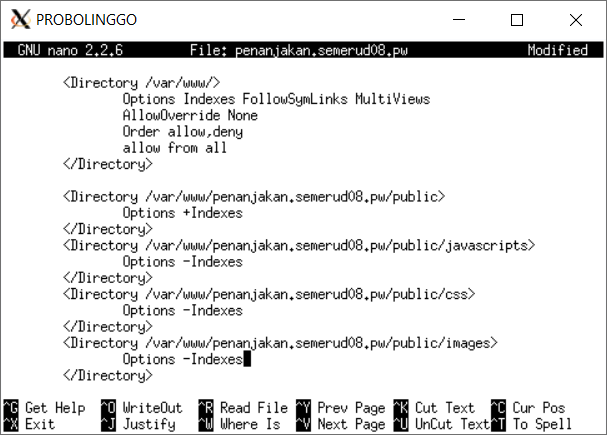 PROBOLINGGO
GNU nano 2.2.6 File: penanjakan.semerud08.pw Modified
<Directory /var/www/>
Options Indexes FollowSymLinks MultiViews
AllowOverride None
Order allow,deny
allow from all
</Directory>
<Directory /var/www/penanjakan.semerud08.pw/public>
Options +Indexes
</Directory>
<Directory /var/www/penanjakan.semerud08.pw/public/javascripts>
Options -Indexes
</Directory>
<Directory /var/www/penanjakan.semerud08.pw/public/css>
Options -Indexes
</Directory>
<Directory /var/www/penanjakan.semerud08.pw/public/images>
Options -Indexes
</Directory>
^G Get Help ^O WriteOut ^R Read File ^Y Prev Page ^K Cut Text ^C Cur Pos
^X Exit ^J Justify ^W Where Is ^V Next Page ^U UnCut Text ^T To Spell